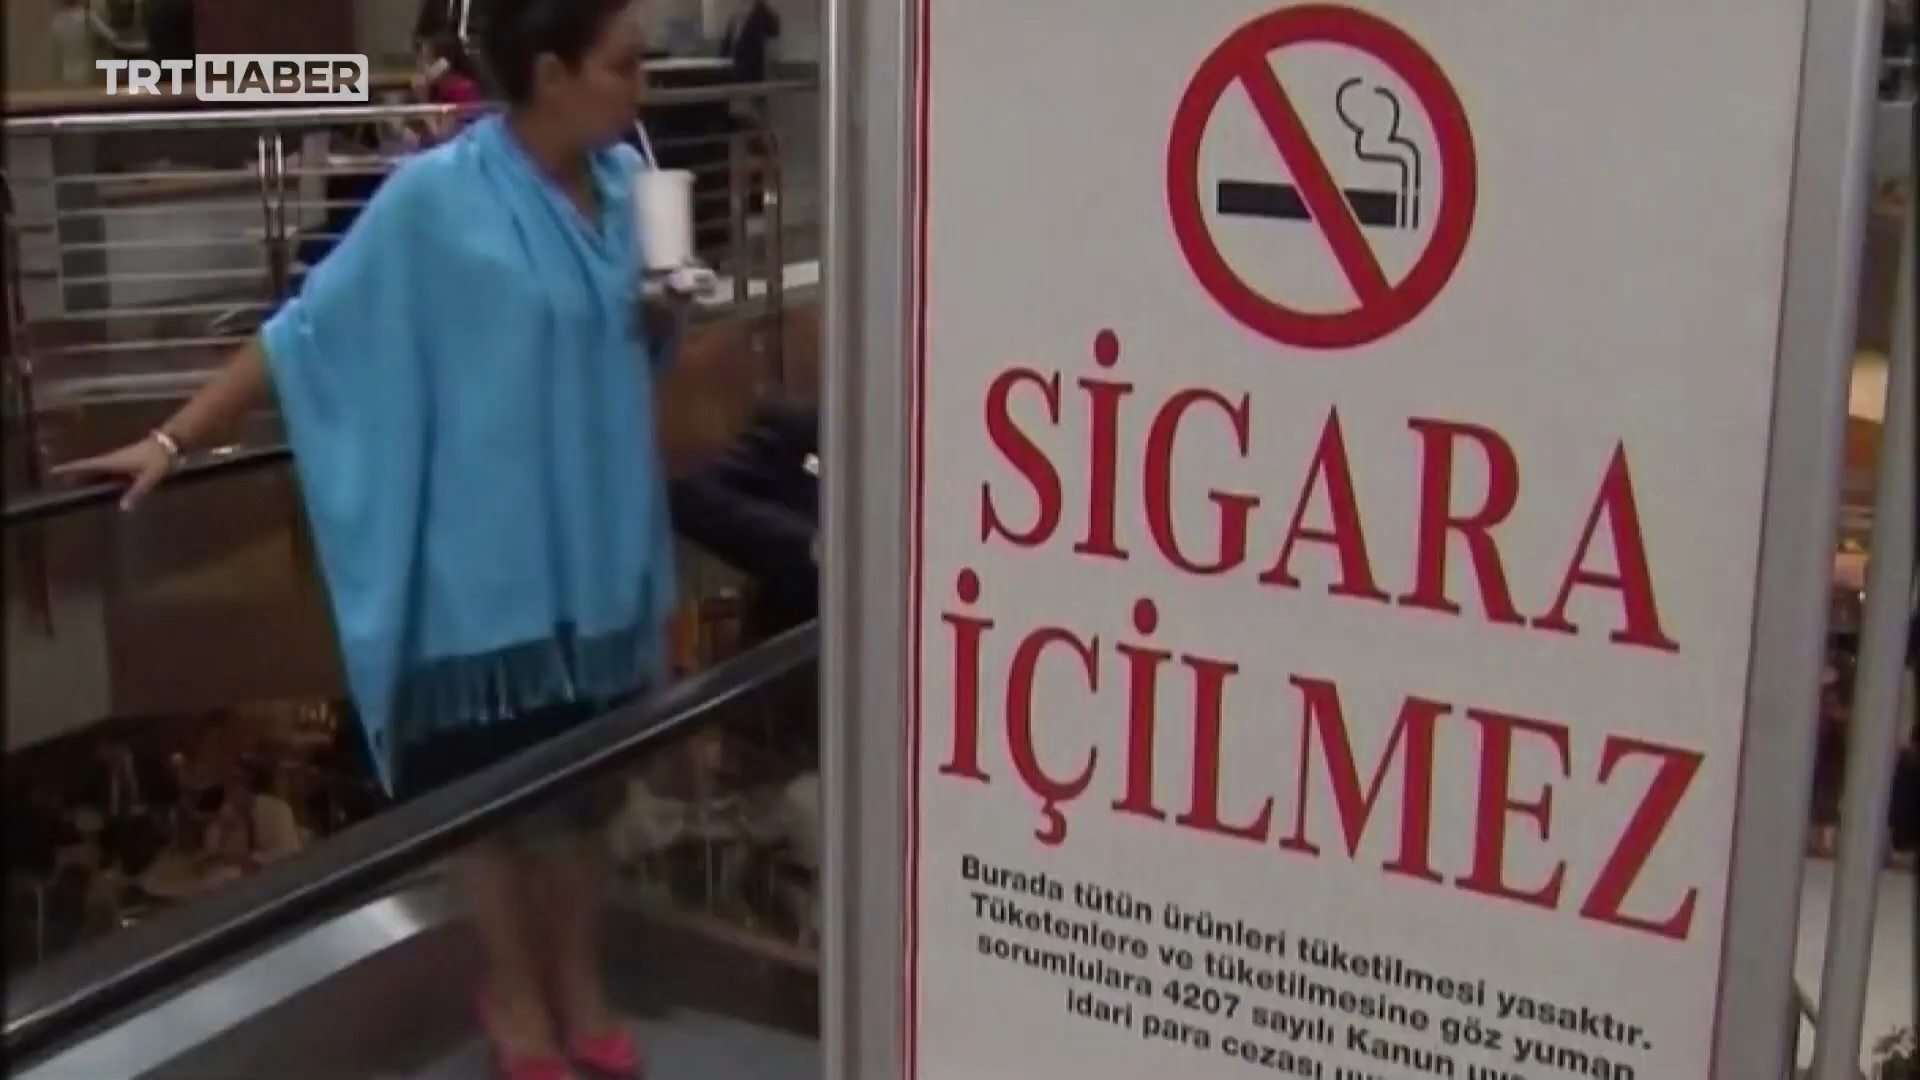 TRT HABER
SİGARA
İÇİLMEZ
Burada tütün ürünleri tüketilmesi yasaktır.
Tüketenlere ve tüketilmesine göz yuman
sorumlulara 4207 sayılı Kanun
idari para cezası